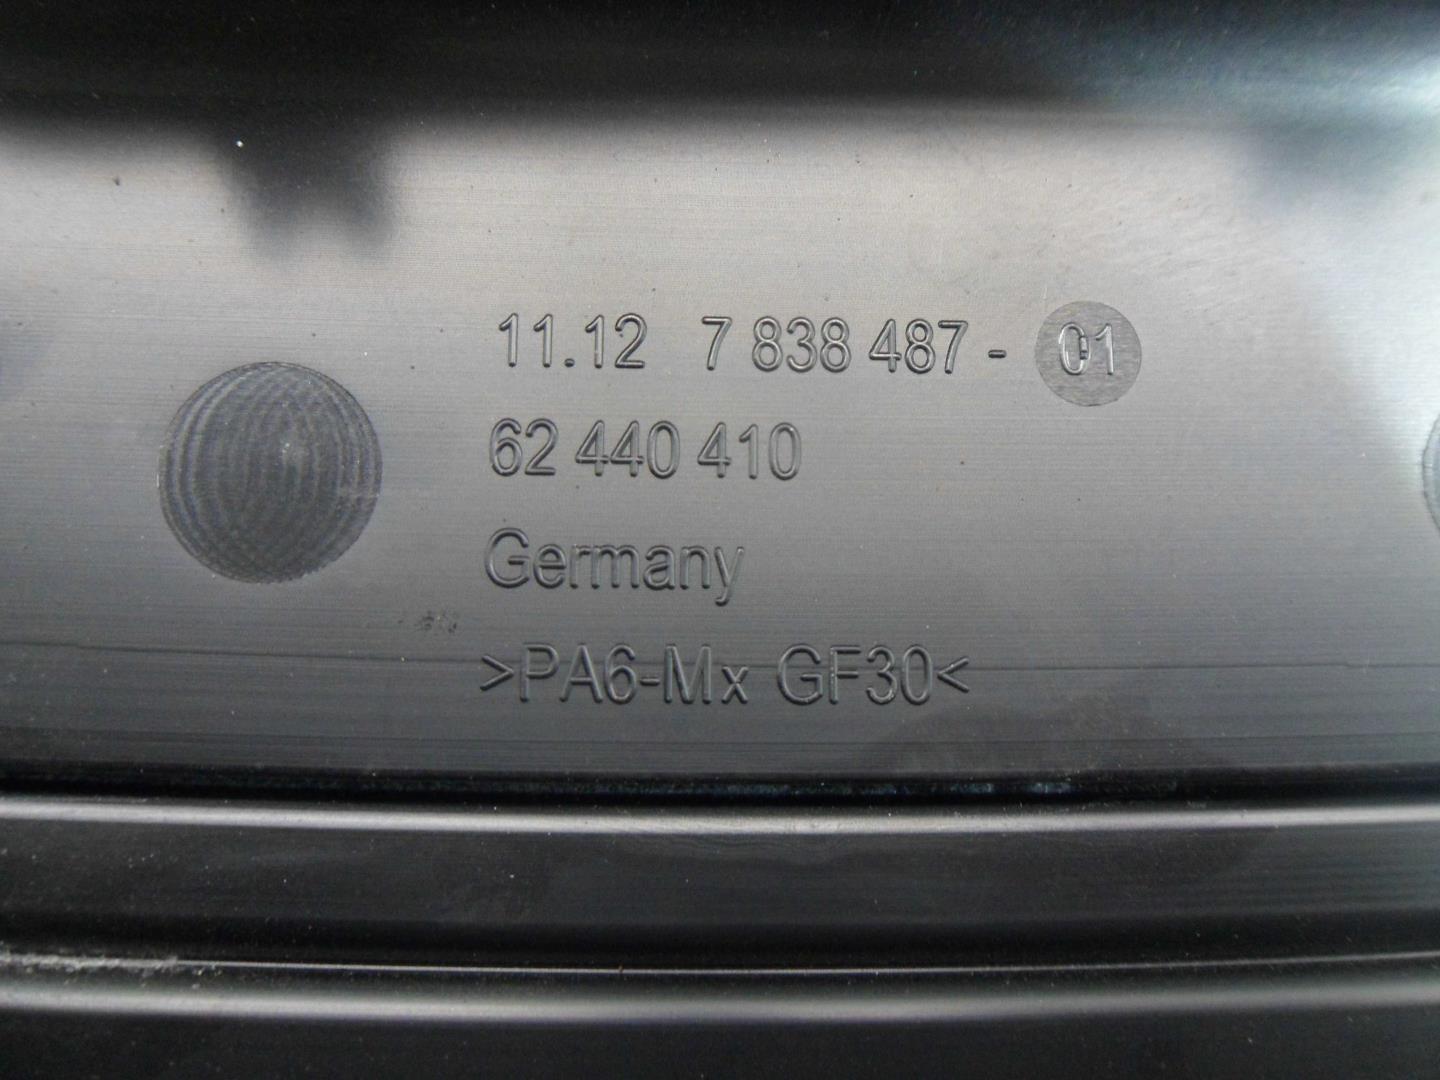 11.12 7 838 487- 01
62 440 410
Germany
>PA6-Mx GF30<